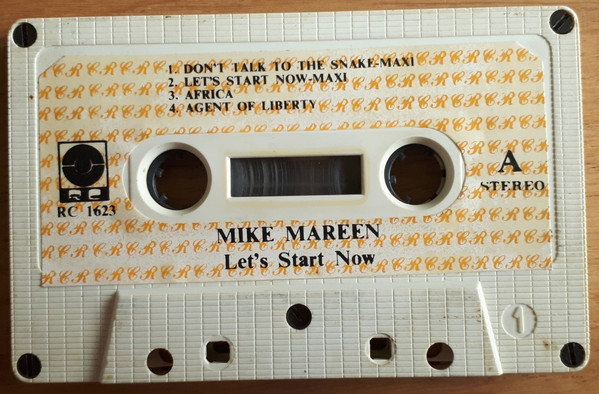 1. DON'T TALK TO THE SNAKE-MAXI
2. LET'S START NOW-MAXI
3. AFRICA
4. AGENT OF LIBERTY
A
STEREO
RC
RC 1623
MIKE MAREEN
Let's Start Now
1